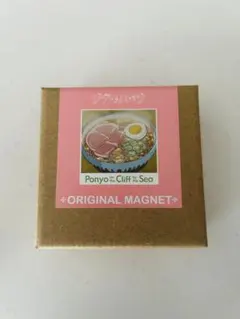 Ponyo on the Cliff by the Sea
ORIGINAL MAGNET